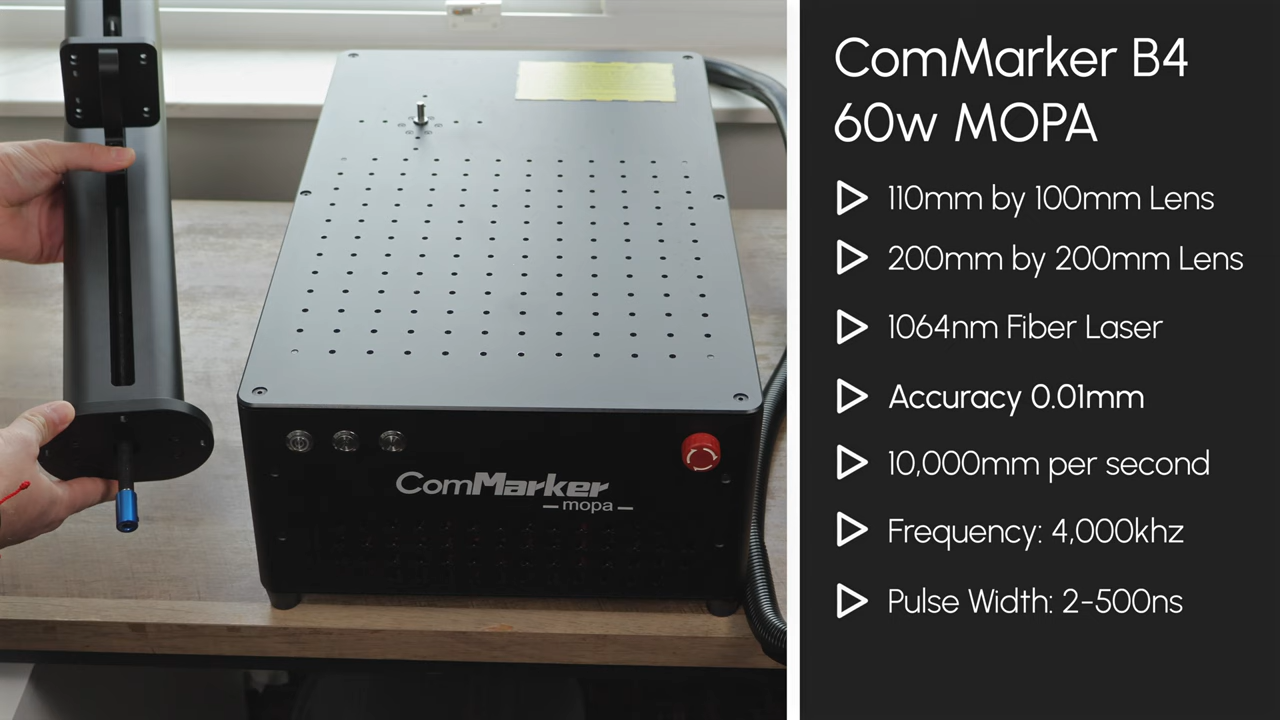 ComMarker
mopa
ComMarker B4
60w MOPA
110mm by 100mm Lens
200mm by 200mm Lens
1064nm Fiber Laser
Accuracy 0.01mm
10,000mm per second
Frequency: 4,000khz
Pulse Width: 2-500ns